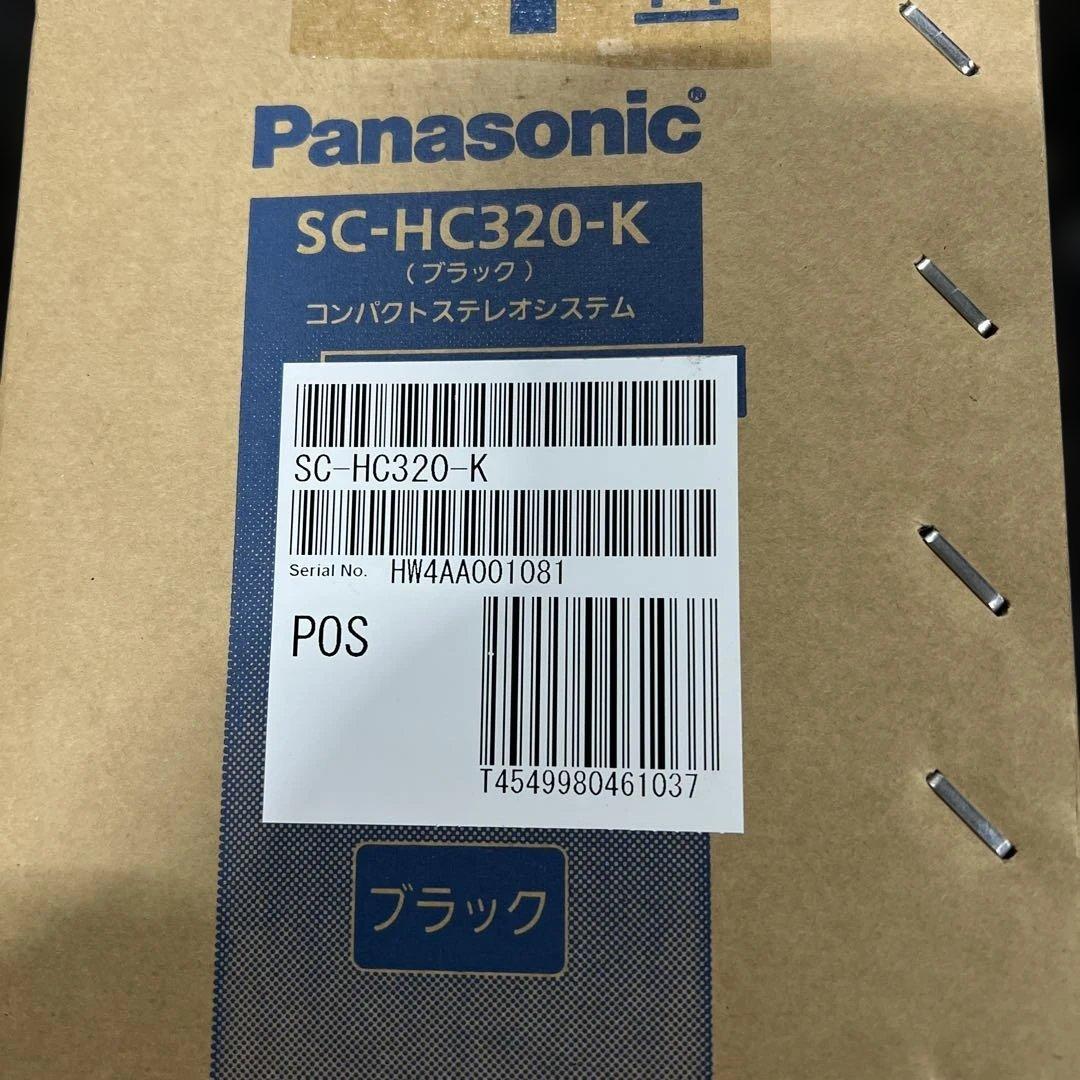 Panasonic®
SC-HC320-K
(ブラック)
コンパクトステレオシステム
SC-HC320-K
Serial No. HW4AA001081
POS
T4549980461037
ブラック